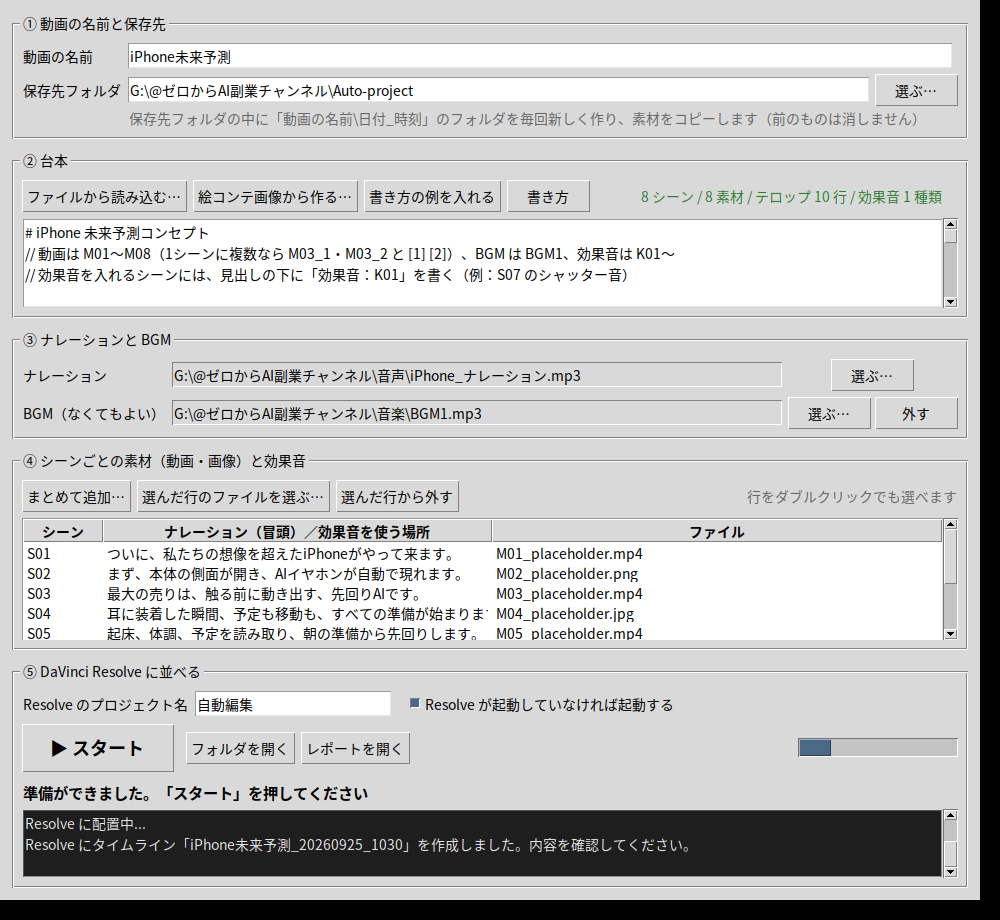 ① 動画の名前と保存先
動画の名前 iPhone未来予測
保存先フォルダ G:\@ゼロからAI副業チャンネル\Auto-project 選ぶ…
保存先フォルダの中に「動画の名前\日付_時刻」のフォルダを毎回新しく作り、素材をコピーします（前のものは消しません）
② 台本
ファイルから読み込む… 絵コンテ画像から作る… 書き方の例を入れる 書き方 8 シーン / 8 素材 / テロップ 10 行 / 効果音 1 種類
# iPhone 未来予測コンセプト
// 動画は M01〜M08（1シーンに複数なら M03_1・M03_2 と [1] [2]）、BGM は BGM1、効果音は K01〜
// 効果音を入れるシーンには、見出しの下に「効果音：K01」を書く（例：S07 のシャッター音）
③ ナレーションと BGM
ナレーション G:\@ゼロからAI副業チャンネル\音声\iPhone_ナレーション.mp3 選ぶ…
BGM（なくてもよい） G:\@ゼロからAI副業チャンネル\音楽\BGM1.mp3 選ぶ… 外す
④ シーンごとの素材（動画・画像）と効果音
まとめて追加… 選んだ行のファイルを選ぶ… 選んだ行から外す 行をダブルクリックでも選べます
シーン ナレーション（冒頭）／効果音を使う場所 ファイル
S01 ついに、私たちの想像を超えたiPhoneがやって来ます。 M01_placeholder.mp4
S02 まず、本体の側面が開き、AIイヤホンが自動で現れます。 M02_placeholder.png
S03 最大の売りは、触る前に動き出す、先回りAIです。 M03_placeholder.mp4
S04 耳に装着した瞬間、予定も移動も、すべての準備が始まりま M04_placeholder.jpg
S05 起床、体調、予定を読み取り、朝の準備から先回りします。 M05_placeholder.mp4
⑤ DaVinci Resolve に並べる
Resolve のプロジェクト名 自動編集 Resolve が起動していなければ起動する
▶ スタート フォルダを開く レポートを開く
準備ができました。「スタート」を押してください
Resolve に配置中...
Resolve にタイムライン「iPhone未来予測_20260925_1030」を作成しました。内容を確認してください。